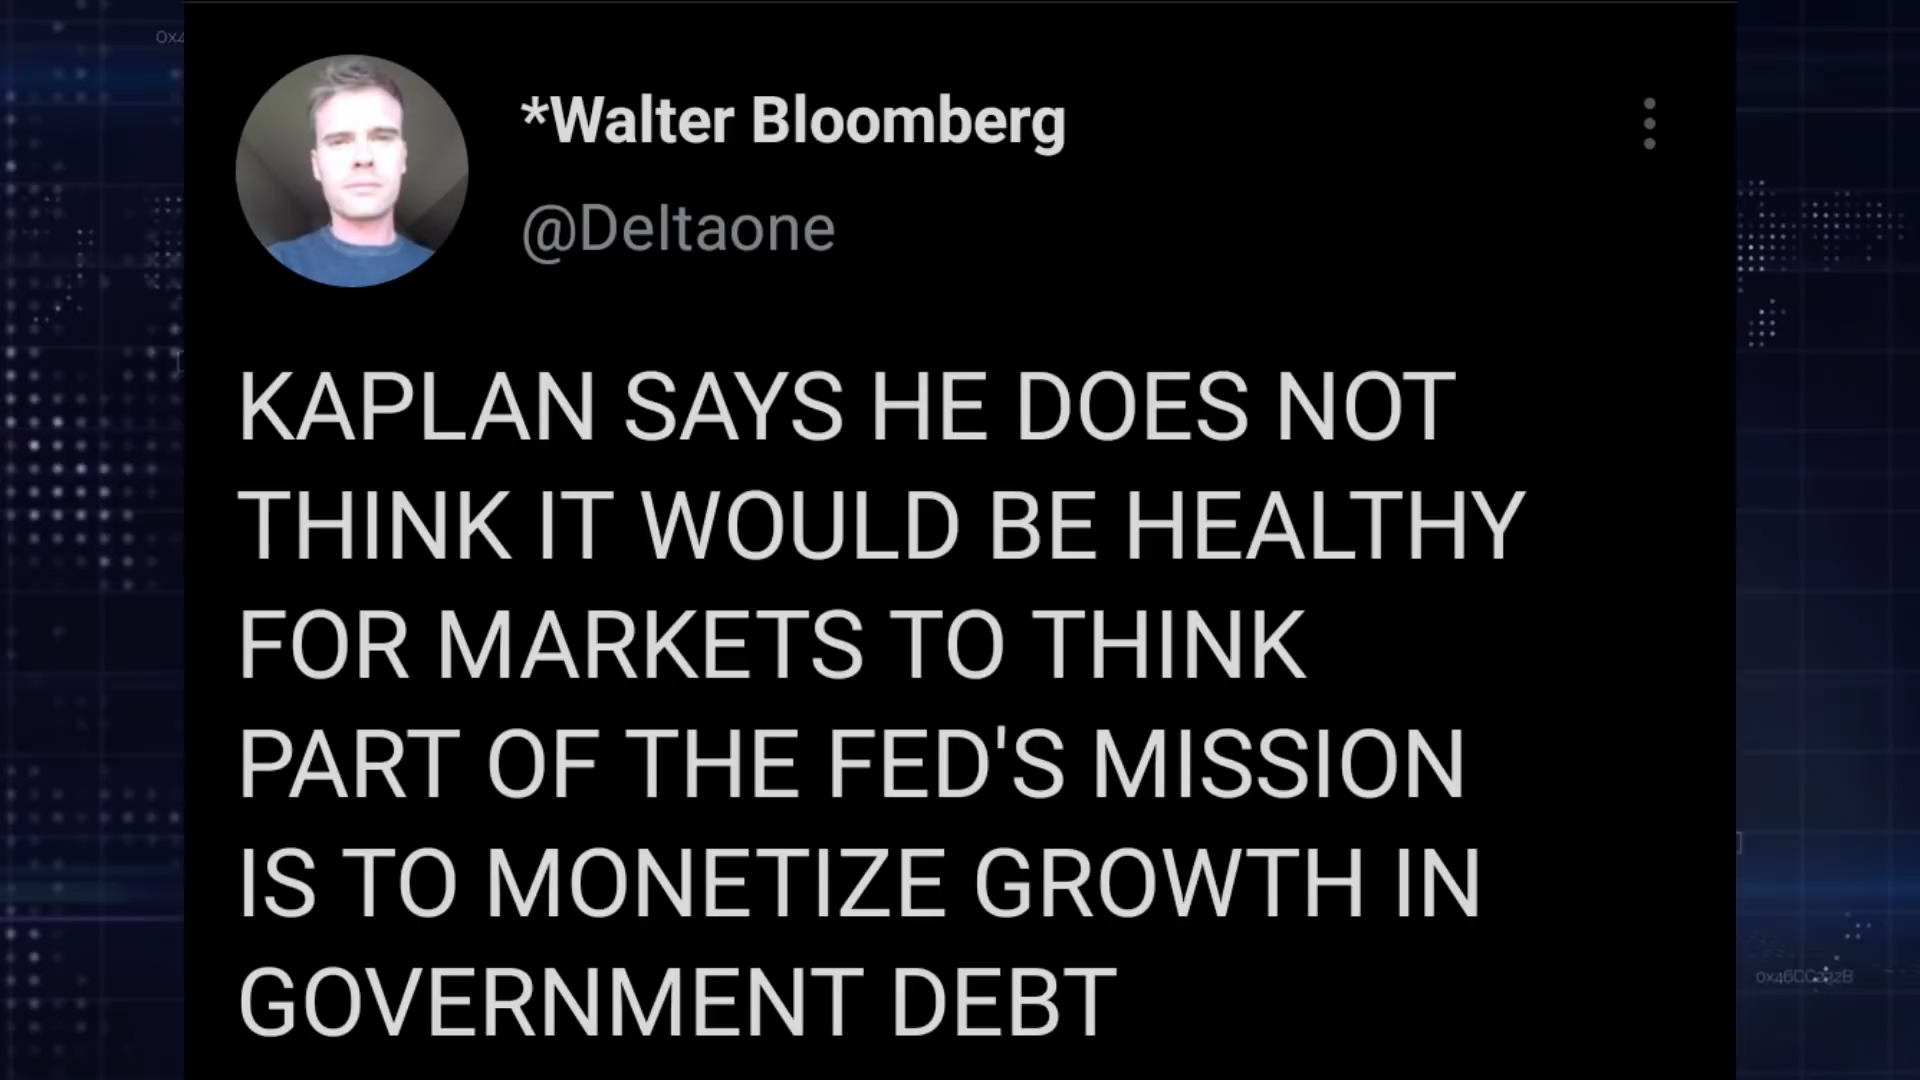 0x4
*Walter Bloomberg
@Deltaone
KAPLAN SAYS HE DOES NOT
THINK IT WOULD BE HEALTHY
FOR MARKETS TO THINK
PART OF THE FED'S MISSION
IS TO MONETIZE GROWTH IN
GOVERNMENT DEBT